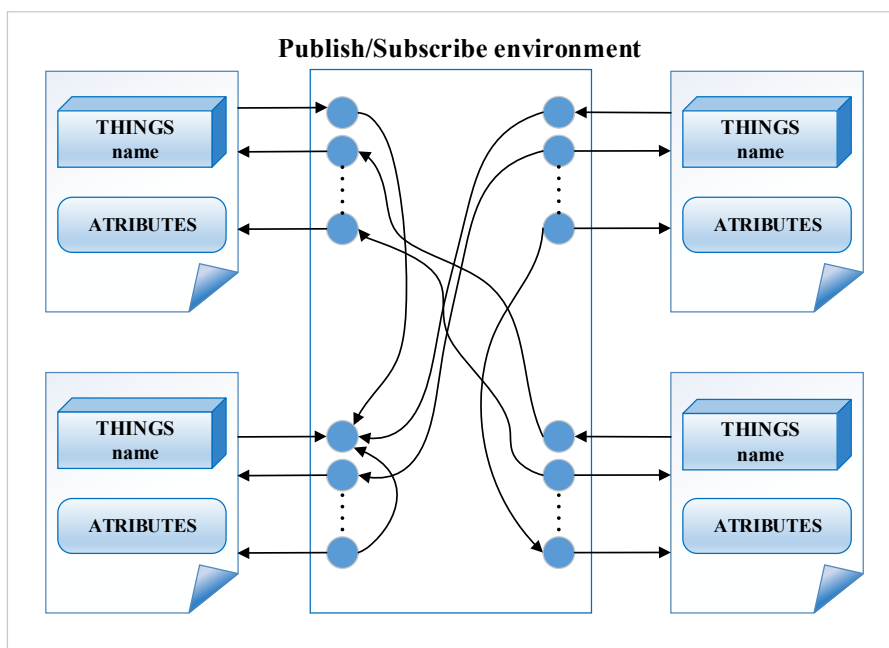 Publish/Subscribe environment
THINGS
name
ATRIBUTES
THINGS
name
ATRIBUTES
THINGS
name
ATRIBUTES
THINGS
name
ATRIBUTES